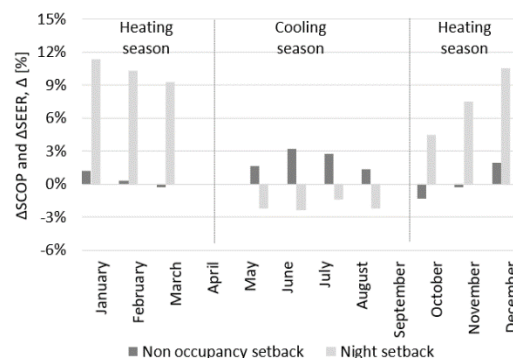 Heating
season
Cooling
season
Heating
season
ΔSCOP and ΔSEER, Δ [%]
15%
12%
9%
6%
3%
0%
-3%
-6%
January
February
March
April
May
June
July
August
September
October
November
December
Non occupancy setback
Night setback